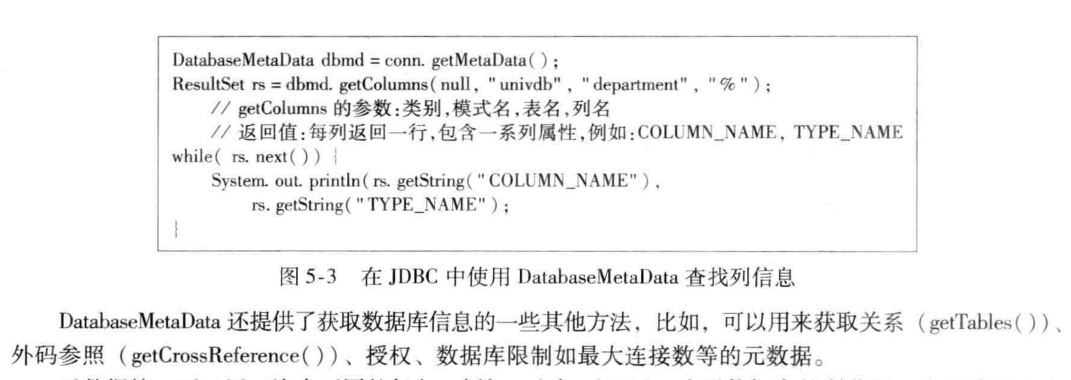 DatabaseMetaData dbmd = conn. getMetaData( );
ResultSet rs = dbmd. getColumns( null, "univdb", "department", "%");
// getColumns 的参数:类别,模式名,表名,列名
// 返回值:每列返回一行,包含一系列属性,例如:COLUMN_NAME, TYPE_NAME
while( rs. next( )) {
System. out. println( rs. getString("COLUMN_NAME"),
rs. getString("TYPE_NAME");
}
图 5-3 在 JDBC 中使用 DatabaseMetaData 查找列信息
DatabaseMetaData 还提供了获取数据库信息的一些其他方法，比如，可以用来获取关系（getTables( )）、
外码参照（getCrossReference( )）、授权、数据库限制如最大连接数等的元数据。